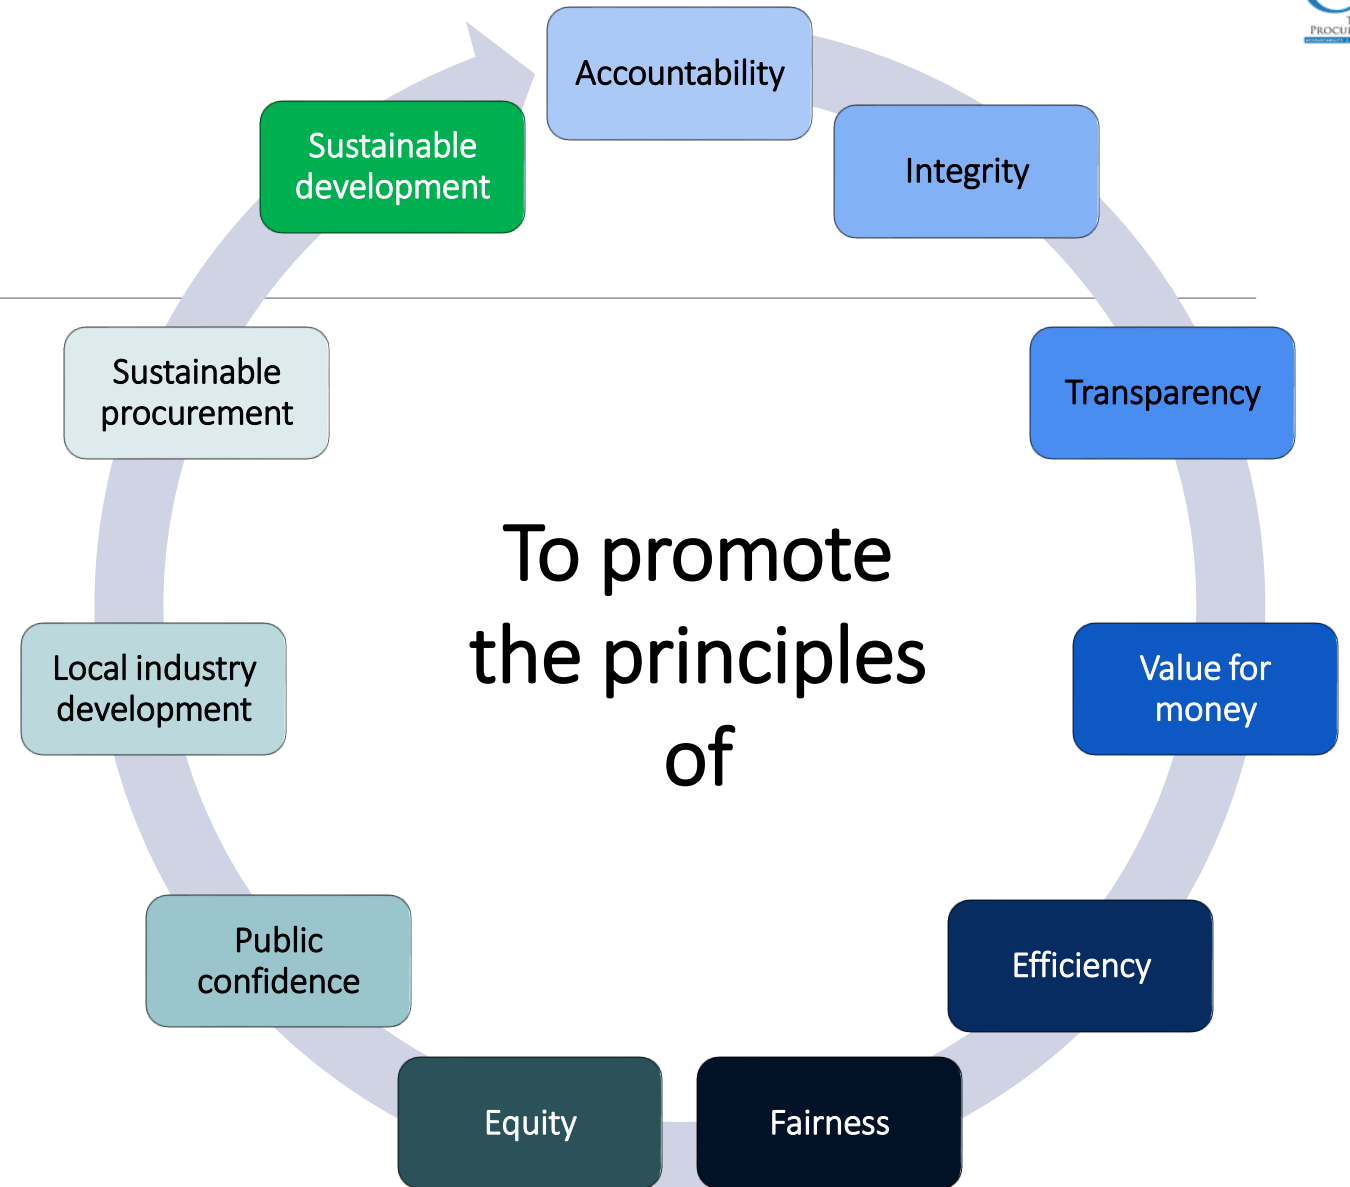 Accountability
Integrity
Transparency
Value for
money
Efficiency
Fairness
Equity
Public
confidence
Local industry
development
Sustainable
procurement
Sustainable
development
To promote
the principles
of